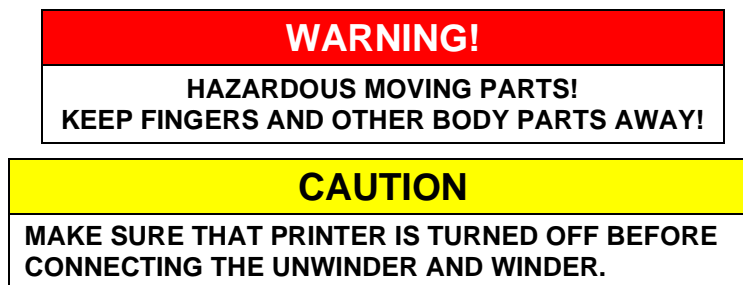 WARNING!
HAZARDOUS MOVING PARTS!
KEEP FINGERS AND OTHER BODY PARTS AWAY!
CAUTION
MAKE SURE THAT PRINTER IS TURNED OFF BEFORE
CONNECTING THE UNWINDER AND WINDER.